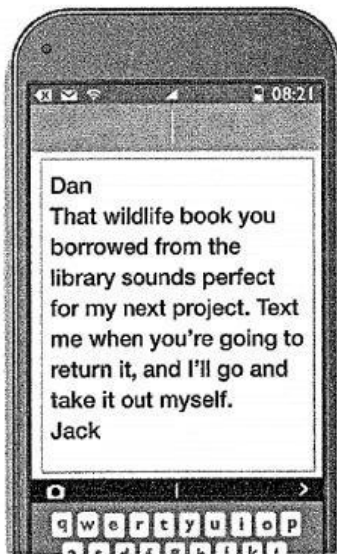 08:21
Dan
That wildlife book you
borrowed from the
library sounds perfect
for my next project. Text
me when you're going to
return it, and I'll go and
take it out myself.
Jack
q w e r t y u i o p